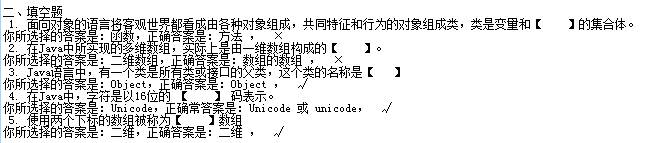 二、填空题
1. 面向对象的语言将客观世界都看成由各种对象组成，共同特征和行为的对象组成类，类是变量和【    】的集合体。
你所选择的答案是：函数，正确答案是：方法 ，  ×
2. 在Java中所实现的多维数组，实际上是由一维数组构成的【    】。
你所选择的答案是：二维数组，正确答案是：数组的数组 ，  ×
3. Java语言中，有一个类是所有类或接口的父类，这个类的名称是【    】
你所选择的答案是：Object，正确答案是：Object ，  √
4. 在Java中，字符是以16位的 【    】 码表示。
你所选择的答案是：Unicode，正确常答案是：Unicode 或 unicode，  √
5. 使用两个下标的数组被称为【    】数组
你所选择的答案是：二维，正确答案是：二维 ，  √